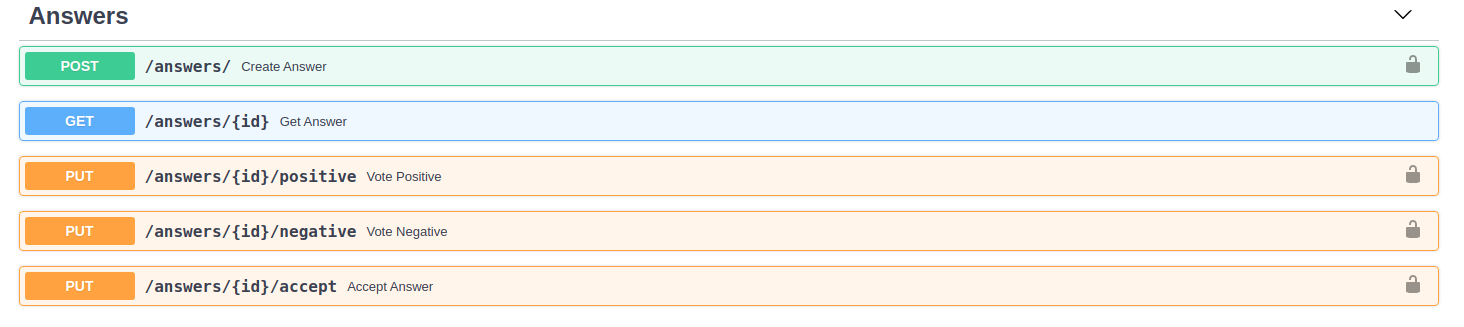 Answers
POST /answers/ Create Answer
GET /answers/{id} Get Answer
PUT /answers/{id}/positive Vote Positive
PUT /answers/{id}/negative Vote Negative
PUT /answers/{id}/accept Accept Answer